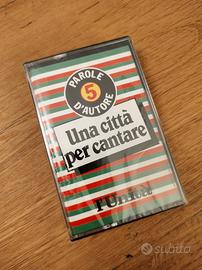 PAROLE
5
D'AUTORE
Una città
per cantare
l'Unità
subito